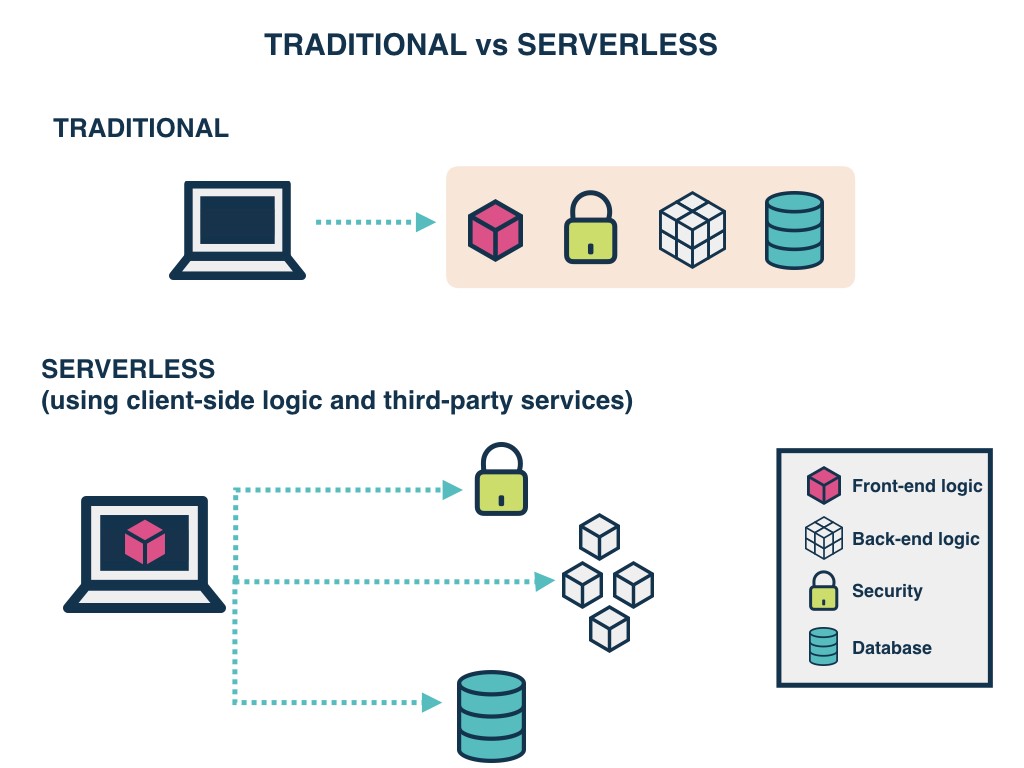 TRADITIONAL vs SERVERLESS
TRADITIONAL
SERVERLESS
(using client-side logic and third-party services)
Front-end logic
Back-end logic
Security
Database